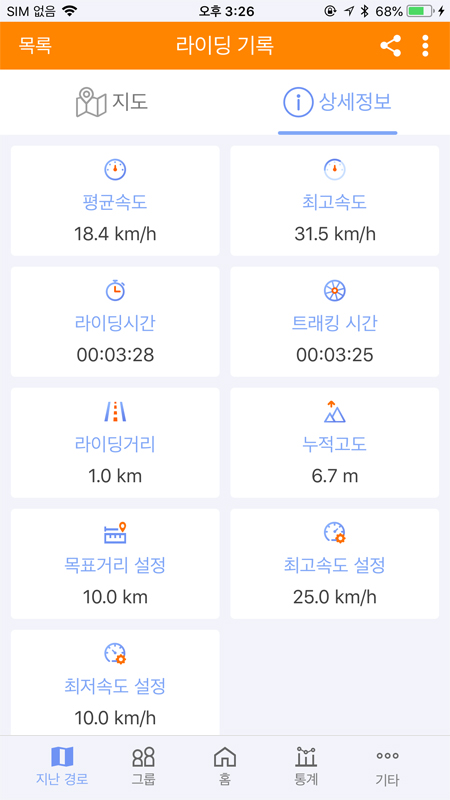 SIM 없음 오후 3:26 68%
목록 라이딩 기록
지도 상세정보
평균속도 최고속도
18.4 km/h 31.5 km/h
라이딩시간 트래킹 시간
00:03:28 00:03:25
라이딩거리 누적고도
1.0 km 6.7 m
목표거리 설정 최고속도 설정
10.0 km 25.0 km/h
최저속도 설정
10.0 km/h
지난 경로 그룹 홈 통계 기타